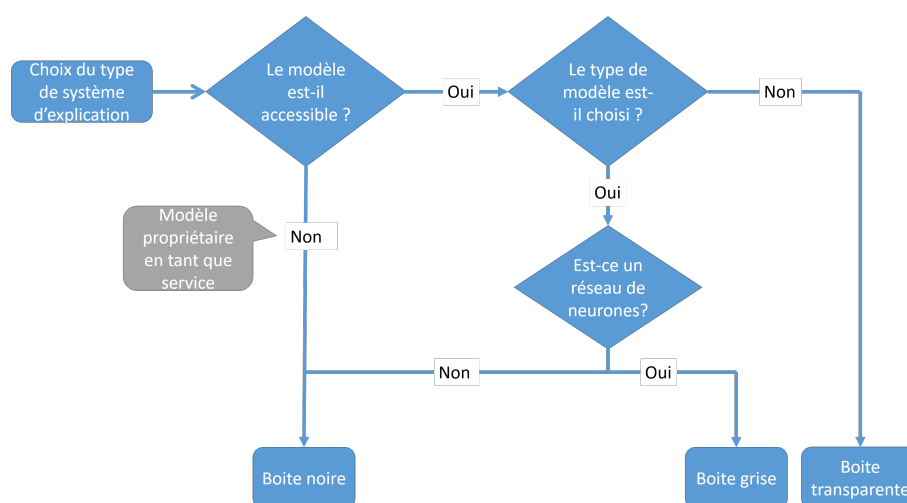 Choix du type
de système
d'explication
Le modèle
est-il
accessible ?
Oui
Le type de
modèle est-
il choisi ?
Non
Oui
Modèle
propriétaire
en tant que
service
Non
Est-ce un
réseau de
neurones?
Non
Oui
Boite noire
Boite grise
Boite
transparente